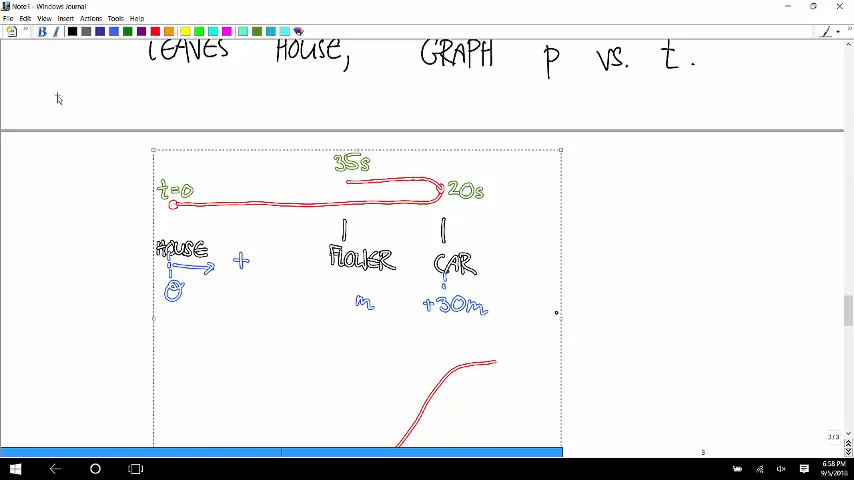 Note1 - Windows Journal
File Edit View Insert Actions Tools Help
B I
LEAVES HOUSE, GRAPH p vs. t.
35s
t=0 20s
HOUSE + FLOWER CAR
0 m +30m
3/3
3
6:58 PM
9/5/2018